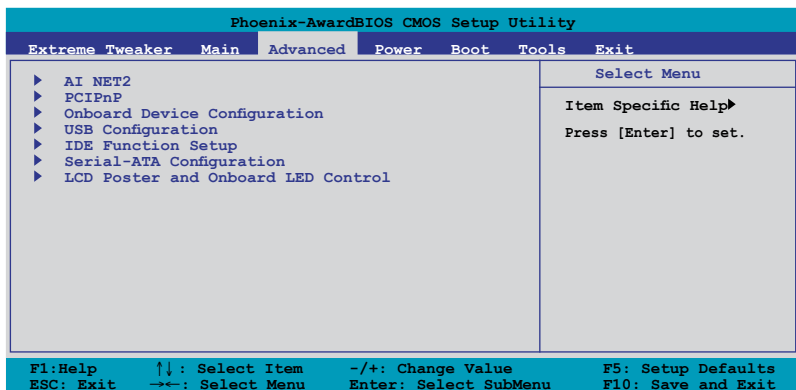 Phoenix-AwardBIOS CMOS Setup Utility
Extreme Tweaker Main Advanced Power Boot Tools Exit
AI NET2
PCIPnP
Onboard Device Configuration
USB Configuration
IDE Function Setup
Serial-ATA Configuration
LCD Poster and Onboard LED Control
Select Menu
Item Specific Help
Press [Enter] to set.
F1:Help ↑↓: Select Item -/+: Change Value F5: Setup Defaults
ESC: Exit →←: Select Menu Enter: Select SubMenu F10: Save and Exit